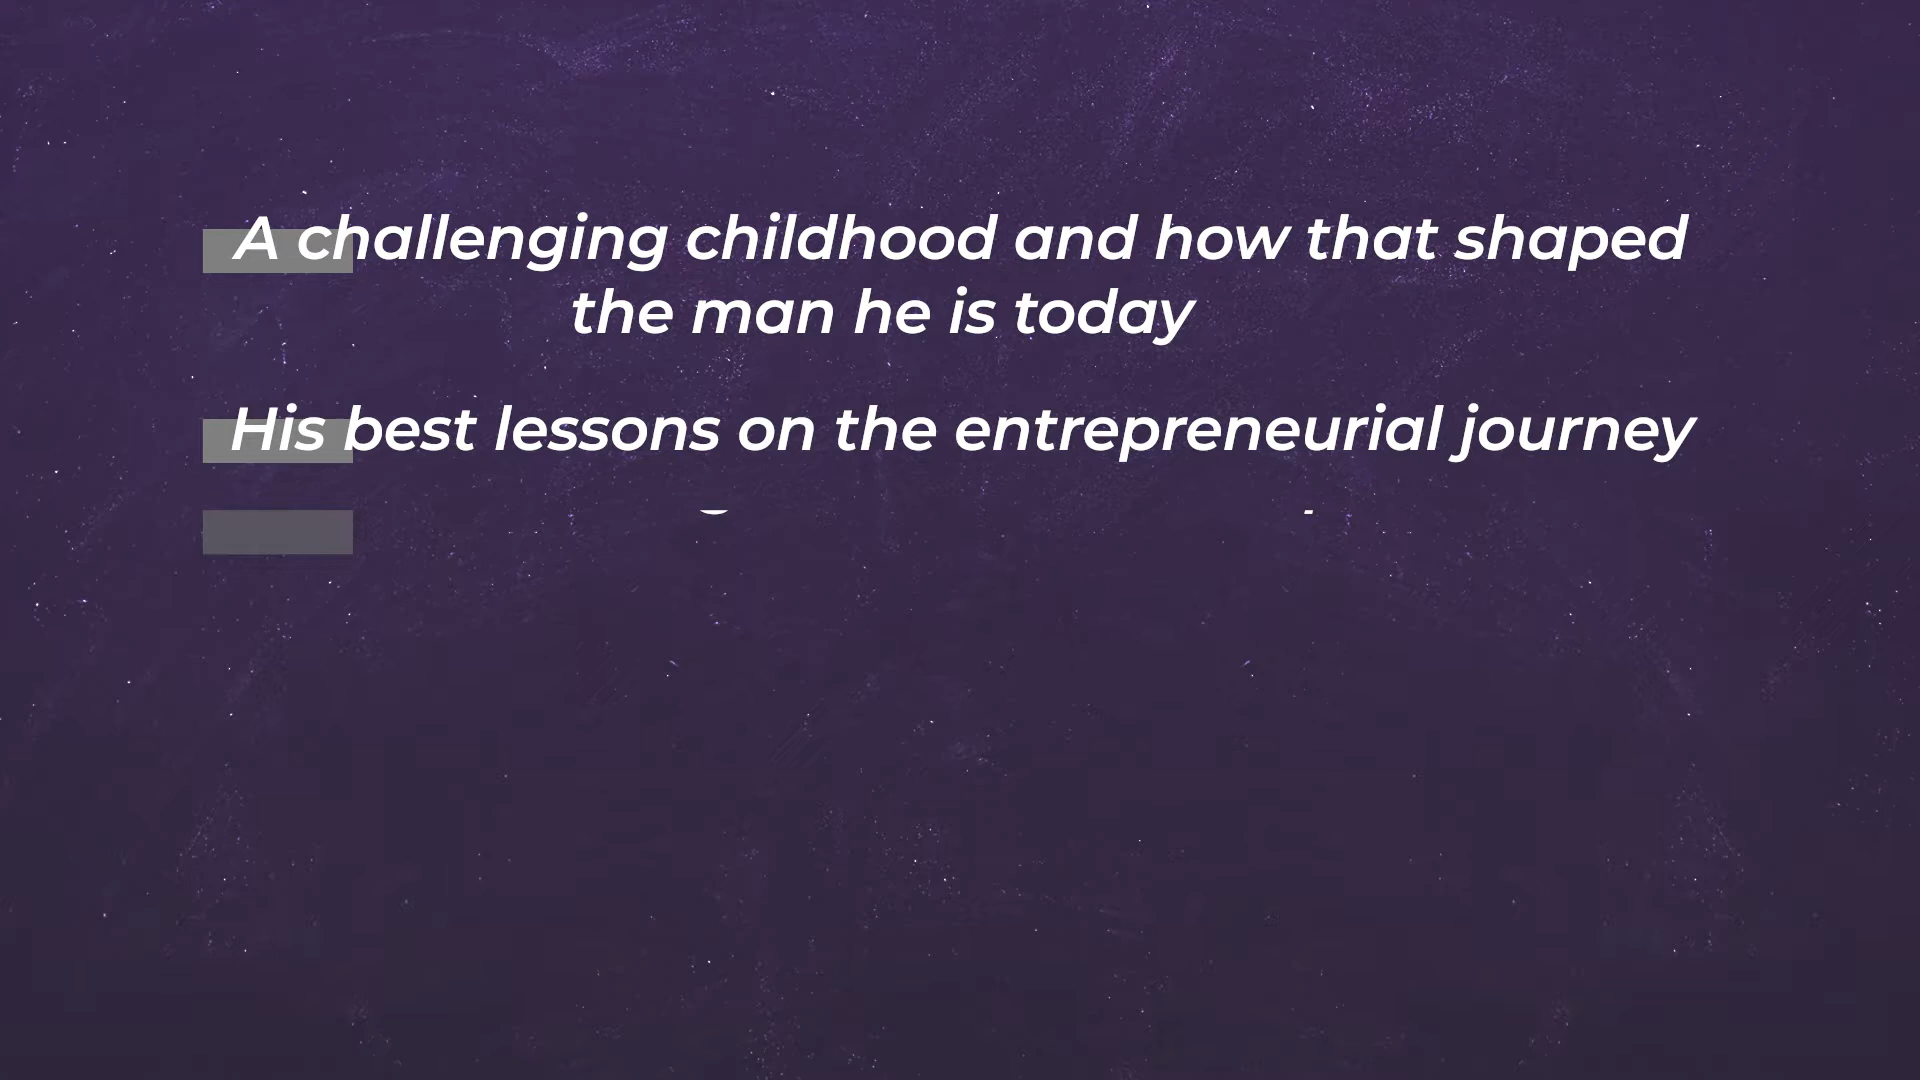 A challenging childhood and how that shaped
the man he is today
His best lessons on the entrepreneurial journey